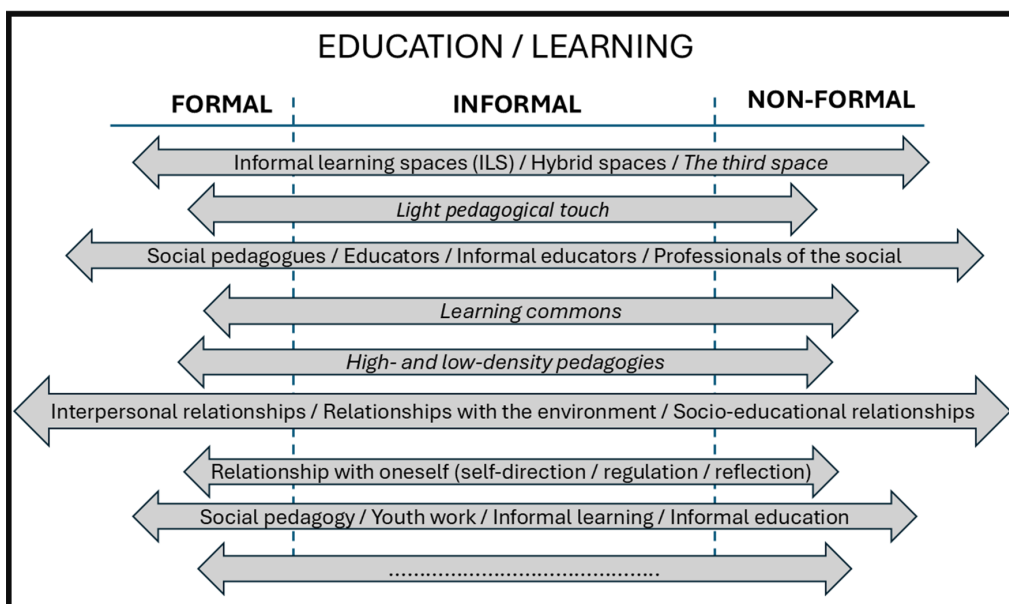 EDUCATION / LEARNING
FORMAL
INFORMAL
NON-FORMAL
Informal learning spaces (ILS) / Hybrid spaces / The third space
Light pedagogical touch
Social pedagogues / Educators / Informal educators / Professionals of the social
Learning commons
High- and low-density pedagogies
Interpersonal relationships / Relationships with the environment / Socio-educational relationships
Relationship with oneself (self-direction / regulation / reflection)
Social pedagogy / Youth work / Informal learning / Informal education
..........................................